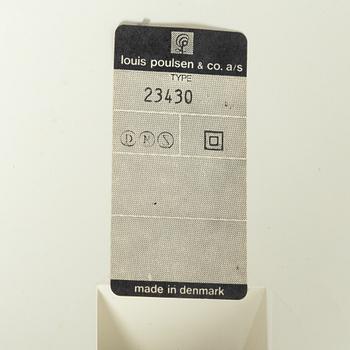 louis poulsen & co. a/s
TYPE
23430
D N S
made in denmark